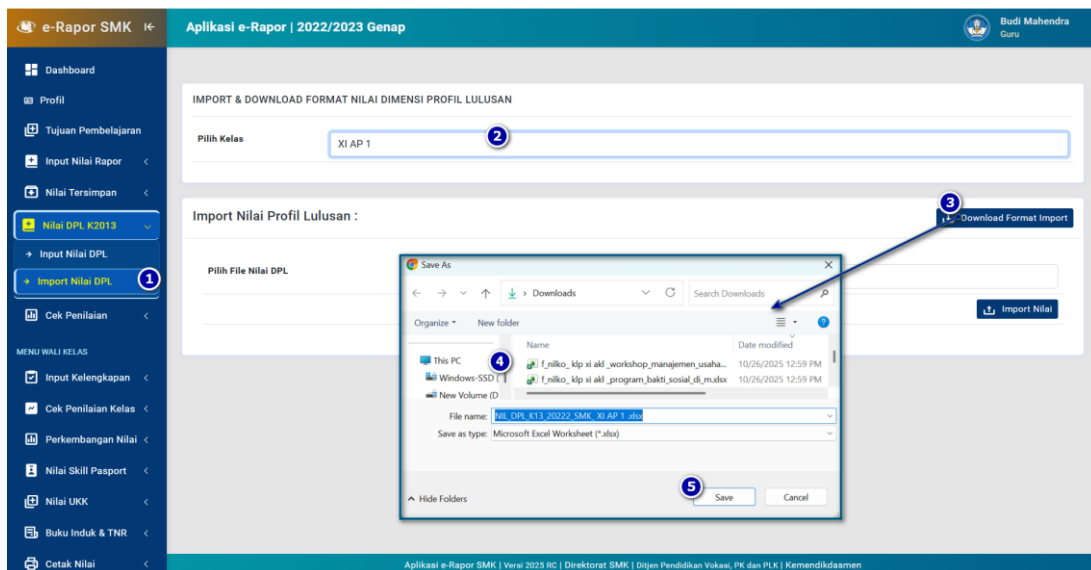 e-Rapor SMK
Aplikasi e-Rapor | 2022/2023 Genap
Budi Mahendra
Guru
Dashboard
Profil
Tujuan Pembelajaran
Input Nilai Rapor
Nilai Tersimpan
Nilai DPL K2013
Input Nilai DPL
Import Nilai DPL
1
Cek Penilaian
MENU WALI KELAS
Input Kelengkapan
Cek Penilaian Kelas
Perkembangan Nilai
Nilai Skill Pasport
Nilai UKK
Buku Induk & TNR
Cetak Nilai
IMPORT & DOWNLOAD FORMAT NILAI DIMENSI PROFIL LULUSAN
Pilih Kelas
XI AP 1
2
Import Nilai Profil Lulusan :
3
Download Format Import
Pilih File Nilai DPL
Import Nilai
Save As
Downloads
Search Downloads
Organize
New folder
Name
Date modified
This PC
4
f_nilko_ klp xi akl _workshop_manajemen_usaha...
10/26/2025 12:59 PM
Windows-SSD (
f_nilko_ klp xi akl _program_bakti_sosial_di_m.xlsx
10/26/2025 12:59 PM
New Volume (D
File name:
NIL_DPL_K13_20222_SMK_ XI AP 1 .xlsx
Save as type:
Microsoft Excel Worksheet (*.xlsx)
5
Hide Folders
Save
Cancel
Aplikasi e-Rapor SMK | Versi 2025 RC | Direktorat SMK | Ditjen Pendidikan Vokasi, PK dan PLK | Kemendikdasmen